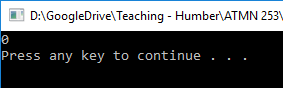 D:\GoogleDrive\Teaching - Humber\ATMN 253\
0
Press any key to continue . . .